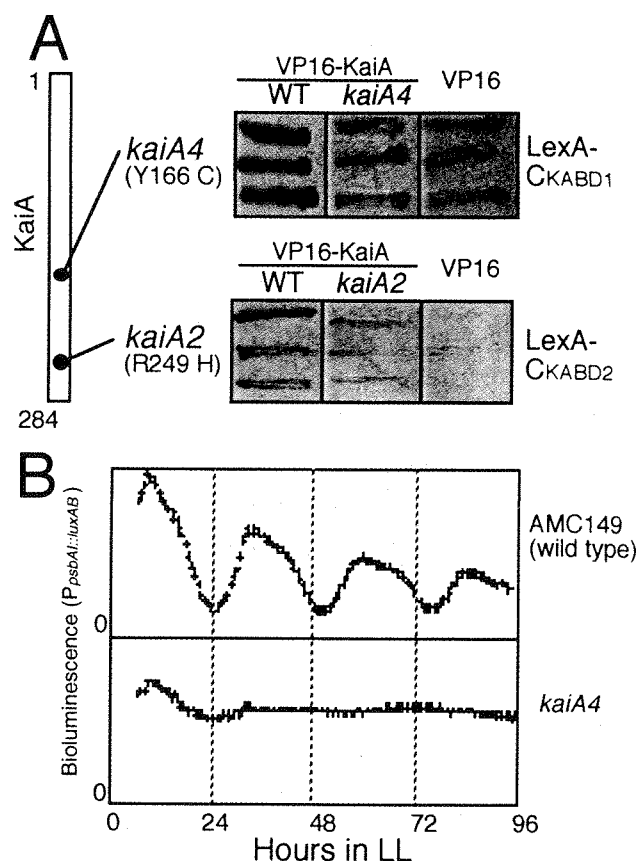 A
1
KaiA
284
kaiA4
(Y166 C)
kaiA2
(R249 H)
VP16-KaiA
WT kaiA4 VP16
LexA-
CKABD1
VP16-KaiA
WT kaiA2 VP16
LexA-
CKABD2
B
Bioluminescence (PpsbAI::luxAB)
0
0
AMC149
(wild type)
kaiA4
0 24 48 72 96
Hours in LL